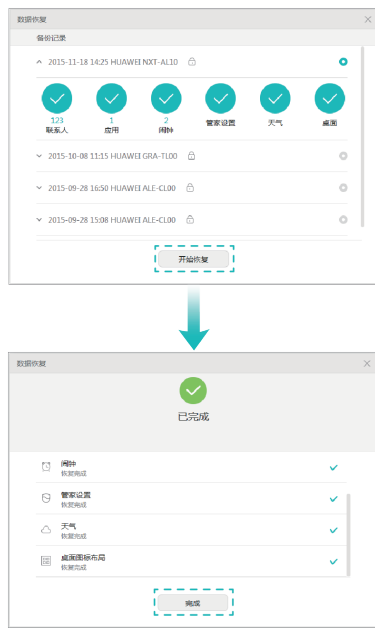 数据恢复
备份记录
2015-11-18 14:25 HUAWEI NXT-AL10
123 1 2
联系人 应用 闹钟 管家设置 天气 桌面
2015-10-08 11:15 HUAWEI GRA-TL00
2015-09-28 16:50 HUAWEI ALE-CL00
2015-09-28 15:08 HUAWEI ALE-CL00
开始恢复
数据恢复
已完成
闹钟
恢复完成
管家设置
恢复完成
天气
恢复完成
桌面图标布局
恢复完成
完成